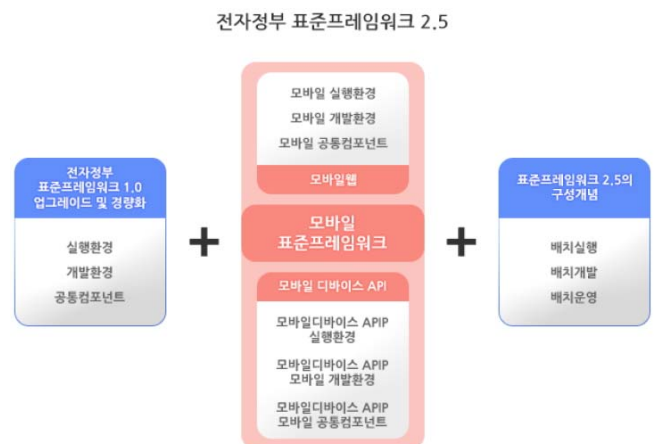 전자정부 표준프레임워크 2.5
전자정부
표준프레임워크 1.0
업그레이드 및 경량화
실행환경
개발환경
공통컴포넌트
모바일 실행환경
모바일 개발환경
모바일 공통컴포넌트
모바일웹
모바일
표준프레임워크
모바일 디바이스 API
모바일디바이스 APIP
실행환경
모바일디바이스 APIP
모바일 개발환경
모바일디바이스 APIP
모바일 공통컴포넌트
표준프레임워크 2.5의
구성개념
배치실행
배치개발
배치운영